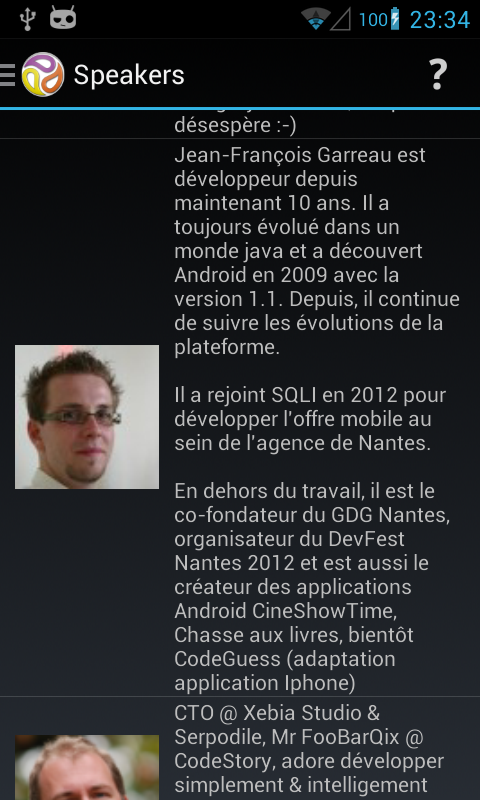 100 23:34
Speakers ?
désespère :-)
Jean-François Garreau est
développeur depuis
maintenant 10 ans. Il a
toujours évolué dans un
monde java et a découvert
Android en 2009 avec la
version 1.1. Depuis, il continue
de suivre les évolutions de la
plateforme.
Il a rejoint SQLI en 2012 pour
développer l'offre mobile au
sein de l'agence de Nantes.
En dehors du travail, il est le
co-fondateur du GDG Nantes,
organisateur du DevFest
Nantes 2012 et est aussi le
créateur des applications
Android CineShowTime,
Chasse aux livres, bientôt
CodeGuess (adaptation
application Iphone)
CTO @ Xebia Studio &
Serpodile, Mr FooBarQix @
CodeStory, adore développer
simplement & intelligement